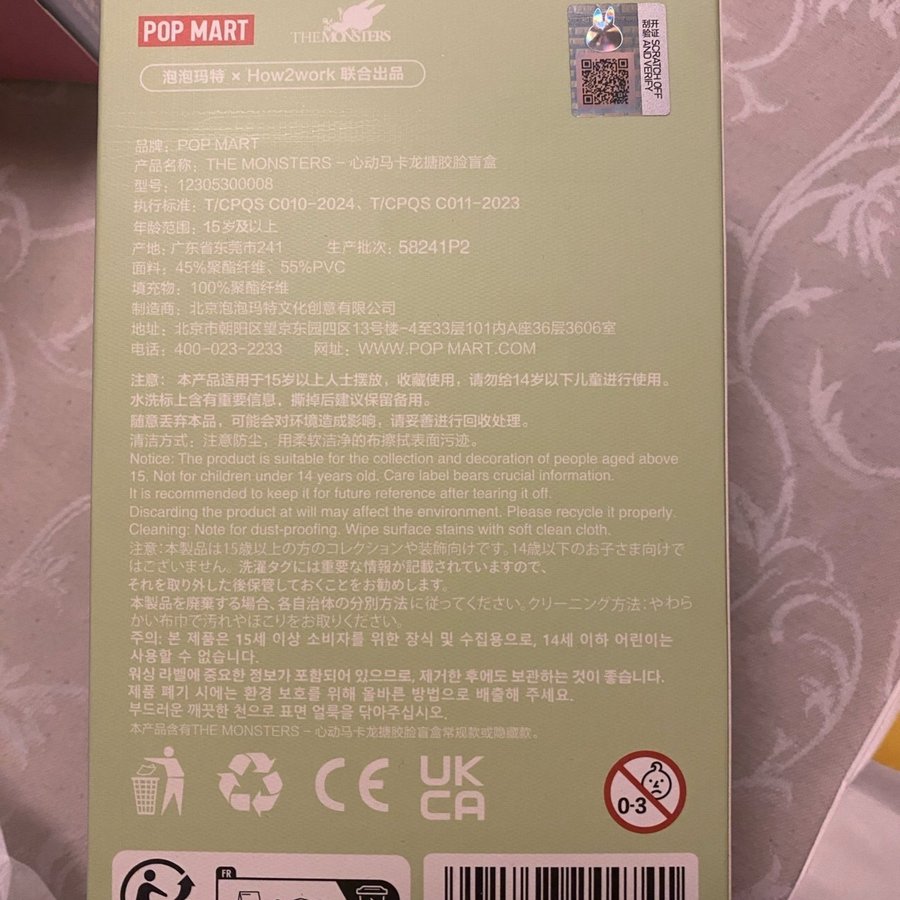 POP MART
THE MONSTERS
泡泡玛特 × How2work 联合出品
开证 SCRATCH OFF
刮验 AND VERIFY
品牌：POP MART
产品名称：THE MONSTERS – 心动马卡龙搪胶脸盲盒
型号：12305300008
执行标准：T/CPQS C010-2024、T/CPQS C011-2023
年龄范围：15岁及以上
产地：广东省东莞市241 生产批次：58241P2
面料：45%聚酯纤维、55%PVC
填充物：100%聚酯纤维
制造商：北京泡泡玛特文化创意有限公司
地址：北京市朝阳区望京东园四区13号楼-4至33层101内A座36层3606室
电话：400-023-2233 网址：WWW.POP MART.COM
注意：本产品适用于15岁以上人士摆放，收藏使用，请勿给14岁以下儿童进行使用。
水洗标上含有重要信息，撕掉后建议保留备用。
随意丢弃本品，可能会对环境造成影响，请妥善进行回收处理。
清洁方式：注意防尘，用柔软洁净的布擦拭表面污迹。
Notice: The product is suitable for the collection and decoration of people aged above
15. Not for children under 14 years old. Care label bears crucial information.
It is recommended to keep it for future reference after tearing it off.
Discarding the product at will may affect the environment. Please recycle it properly.
Cleaning: Note for dust-proofing. Wipe surface stains with soft clean cloth.
注意：本製品は15歳以上の方のコレクションや装飾向けです。14歳以下のお子さま向けで
はございません。洗濯タグには重要な情報が記載されていますので、
それを取り外した後保管しておくことをお勧めします。
本製品を廃棄する場合、各自治体の分別方法に従ってください。クリーニング方法：やわら
かい布巾で汚れやほこりをお取りください。
주의: 본 제품은 15세 이상 소비자를 위한 장식 및 수집용으로, 14세 이하 어린이는
사용할 수 없습니다.
워싱 라벨에 중요한 정보가 포함되어 있으므로, 제거한 후에도 보관하는 것이 좋습니다.
제품 폐기 시에는 환경 보호를 위해 올바른 방법으로 배출해 주세요.
부드러운 깨끗한 천으로 표면 얼룩을 닦아주십시오.
本产品含有THE MONSTERS – 心动马卡龙搪胶脸盲盒常规款或隐藏款。
CE
UK
CA
0-3
FR